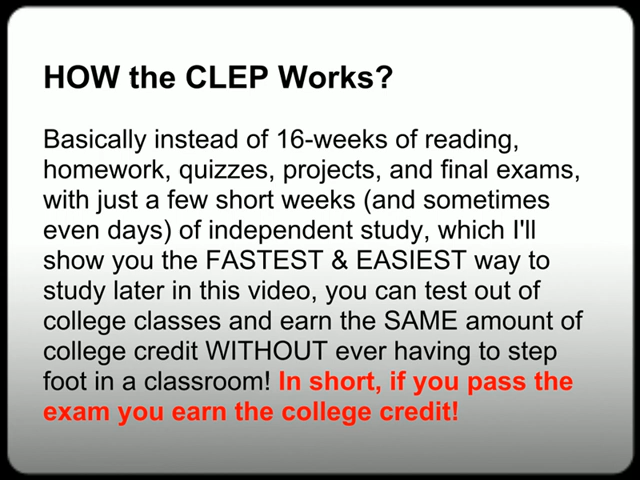 HOW the CLEP Works?
Basically instead of 16-weeks of reading,
homework, quizzes, projects, and final exams,
with just a few short weeks (and sometimes
even days) of independent study, which I'll
show you the FASTEST & EASIEST way to
study later in this video, you can test out of
college classes and earn the SAME amount of
college credit WITHOUT ever having to step
foot in a classroom! In short, if you pass the
exam you earn the college credit!